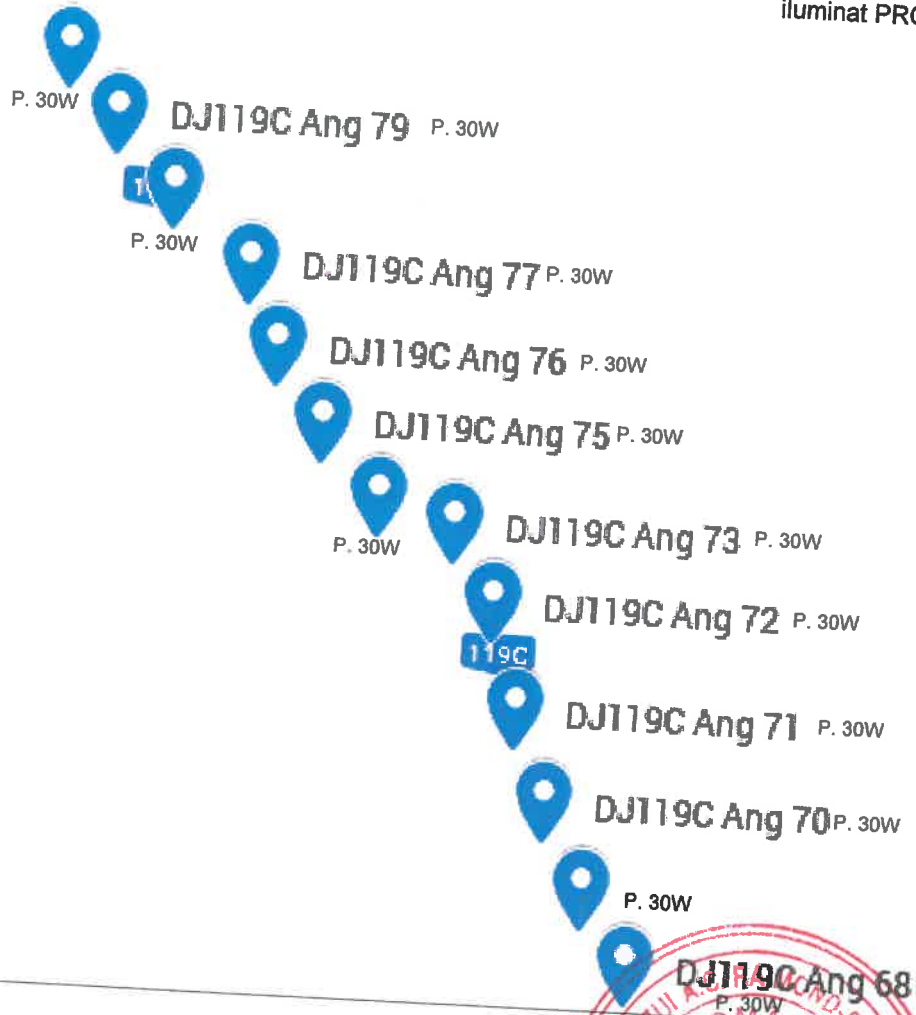 iluminat PRO
P. 30W
DJ119C Ang 79 P. 30W
P. 30W
DJ119C Ang 77 P. 30W
DJ119C Ang 76 P. 30W
DJ119C Ang 75 P. 30W
P. 30W
DJ119C Ang 73 P. 30W
DJ119C Ang 72 P. 30W
119C
DJ119C Ang 71 P. 30W
DJ119C Ang 70 P. 30W
P. 30W
DJ119C Ang 68
P. 30W